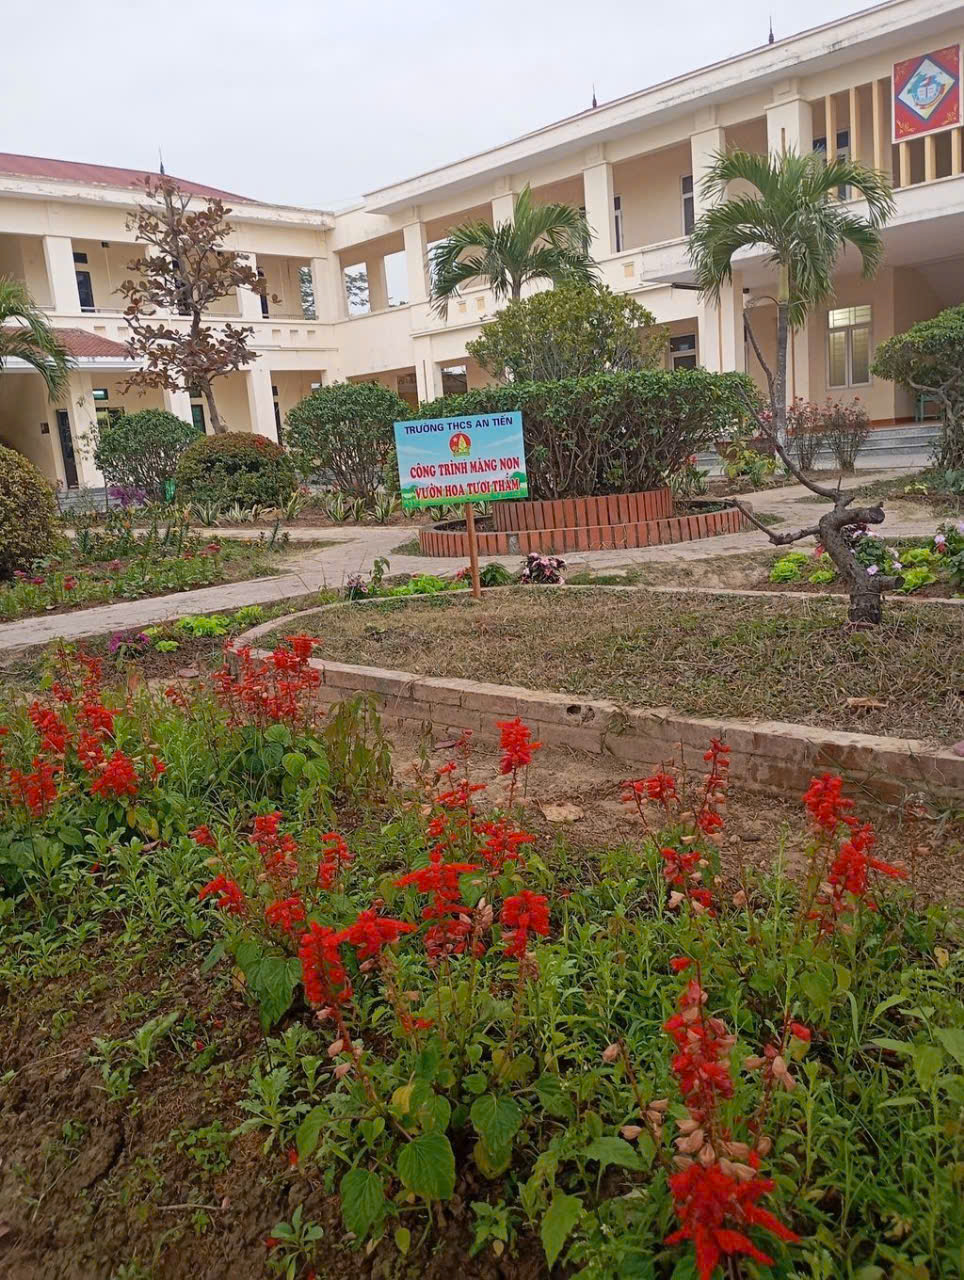 TRƯỜNG THCS AN TIẾN
CÔNG TRÌNH MĂNG NON
VƯỜN HOA TƯƠI THẮM